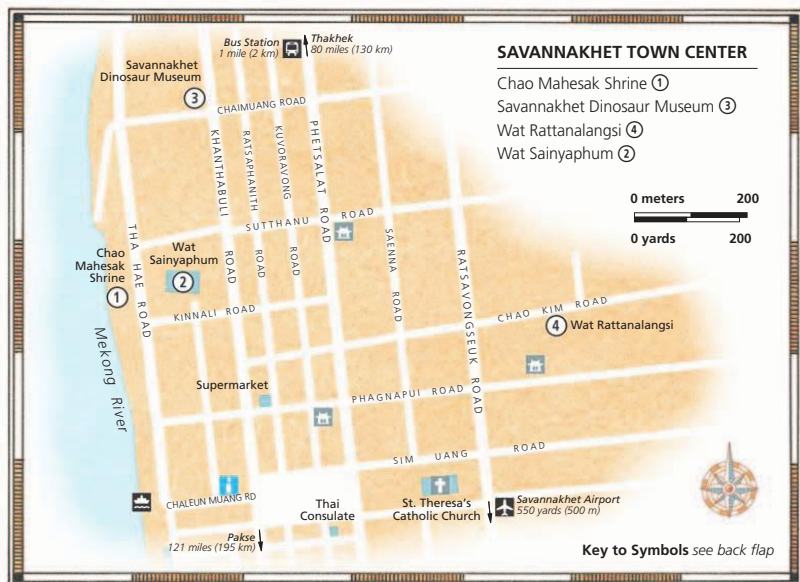 Savannakhet
Dinosaur Museum
3
Bus Station
1 mile (2 km)
Thakhek
80 miles (130 km)
SAVANNAKHET TOWN CENTER
Chao Mahesak Shrine 1
Savannakhet Dinosaur Museum 3
Wat Rattanalangsi 4
Wat Sainyaphum 2
0 meters 200
0 yards 200
CHAIMUANG ROAD
KHANTHABULI ROAD
RATSAPHANITH ROAD
KUVORAVONG ROAD
PHETSALAT ROAD
SUTTHANU ROAD
THA HAE ROAD
SAENNA ROAD
RATSAVONGSEUK ROAD
Chao
Mahesak
Shrine
1
Wat
Sainyaphum
2
KINNALI ROAD
CHAO KIM ROAD
4 Wat Rattanalangsi
Mekong River
Supermarket
PHAGNAPUI ROAD
SIM UANG ROAD
CHALEUN MUANG RD
Thai
Consulate
St. Theresa's
Catholic Church
Savannakhet Airport
550 yards (500 m)
Pakse
121 miles (195 km)
Key to Symbols see back flap